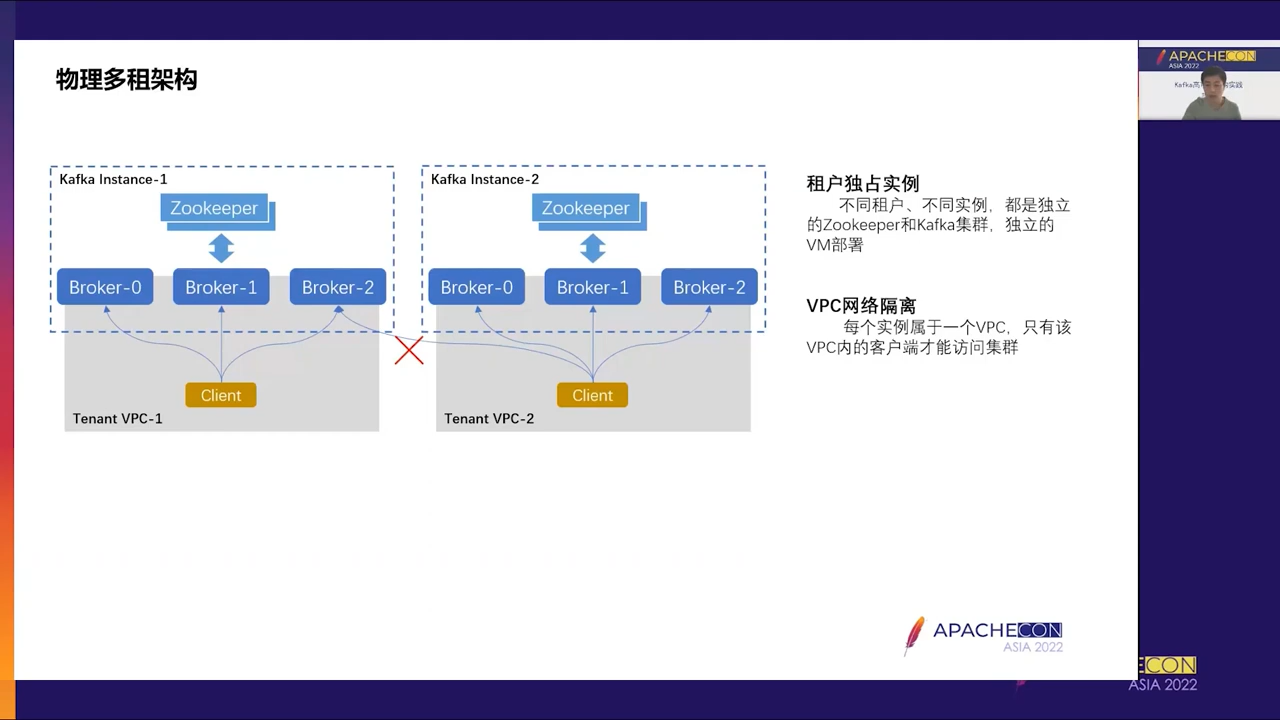 物理多租架构
Kafka Instance-1
Zookeeper
Broker-0
Broker-1
Broker-2
Client
Tenant VPC-1
Kafka Instance-2
Zookeeper
Broker-0
Broker-1
Broker-2
Client
Tenant VPC-2
租户独占实例
不同租户、不同实例，都是独立
的Zookeeper和Kafka集群，独立的
VM部署
VPC网络隔离
每个实例属于一个VPC，只有该
VPC内的客户端才能访问集群
APACHECON
ASIA 2022
APACHECON
ASIA 2022
CON
ASIA 2022